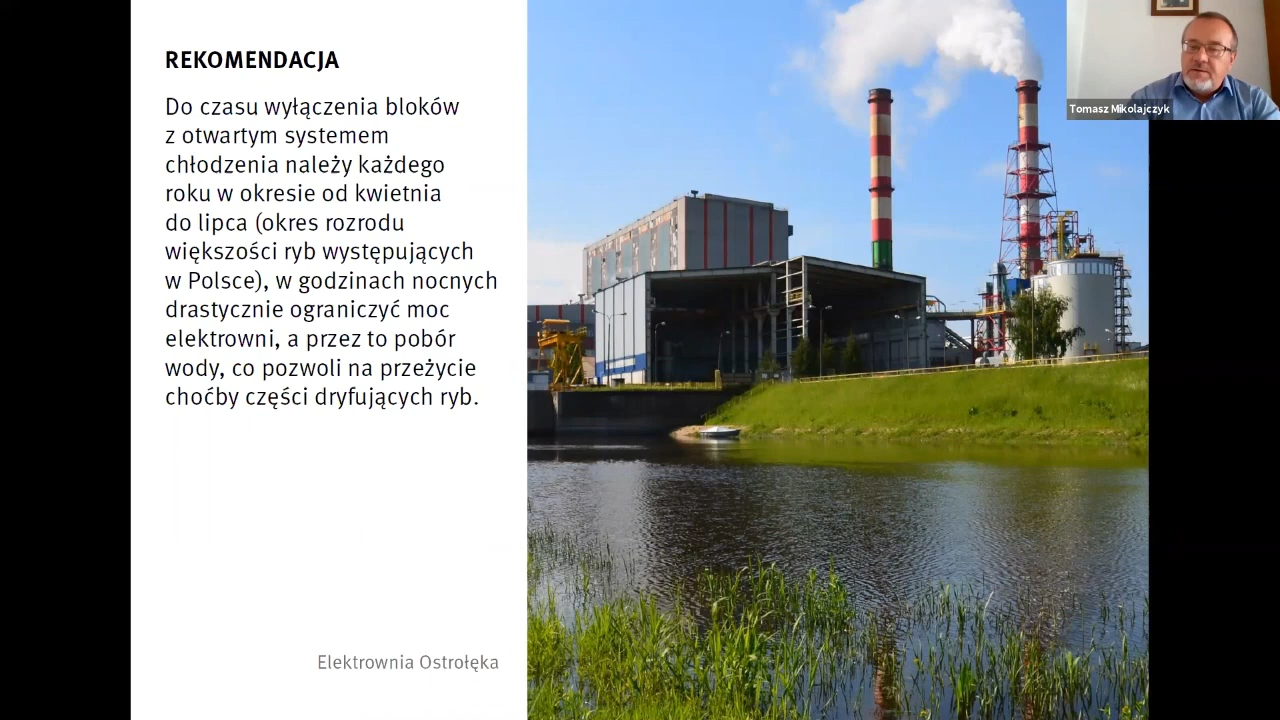 REKOMENDACJA
Do czasu wyłączenia bloków
z otwartym systemem
chłodzenia należy każdego
roku w okresie od kwietnia
do lipca (okres rozrodu
większości ryb występujących
w Polsce), w godzinach nocnych
drastycznie ograniczyć moc
elektrowni, a przez to pobór
wody, co pozwoli na przeżycie
choćby części dryfujących ryb.
Elektrownia Ostrołęka
Tomasz Mikolajczyk